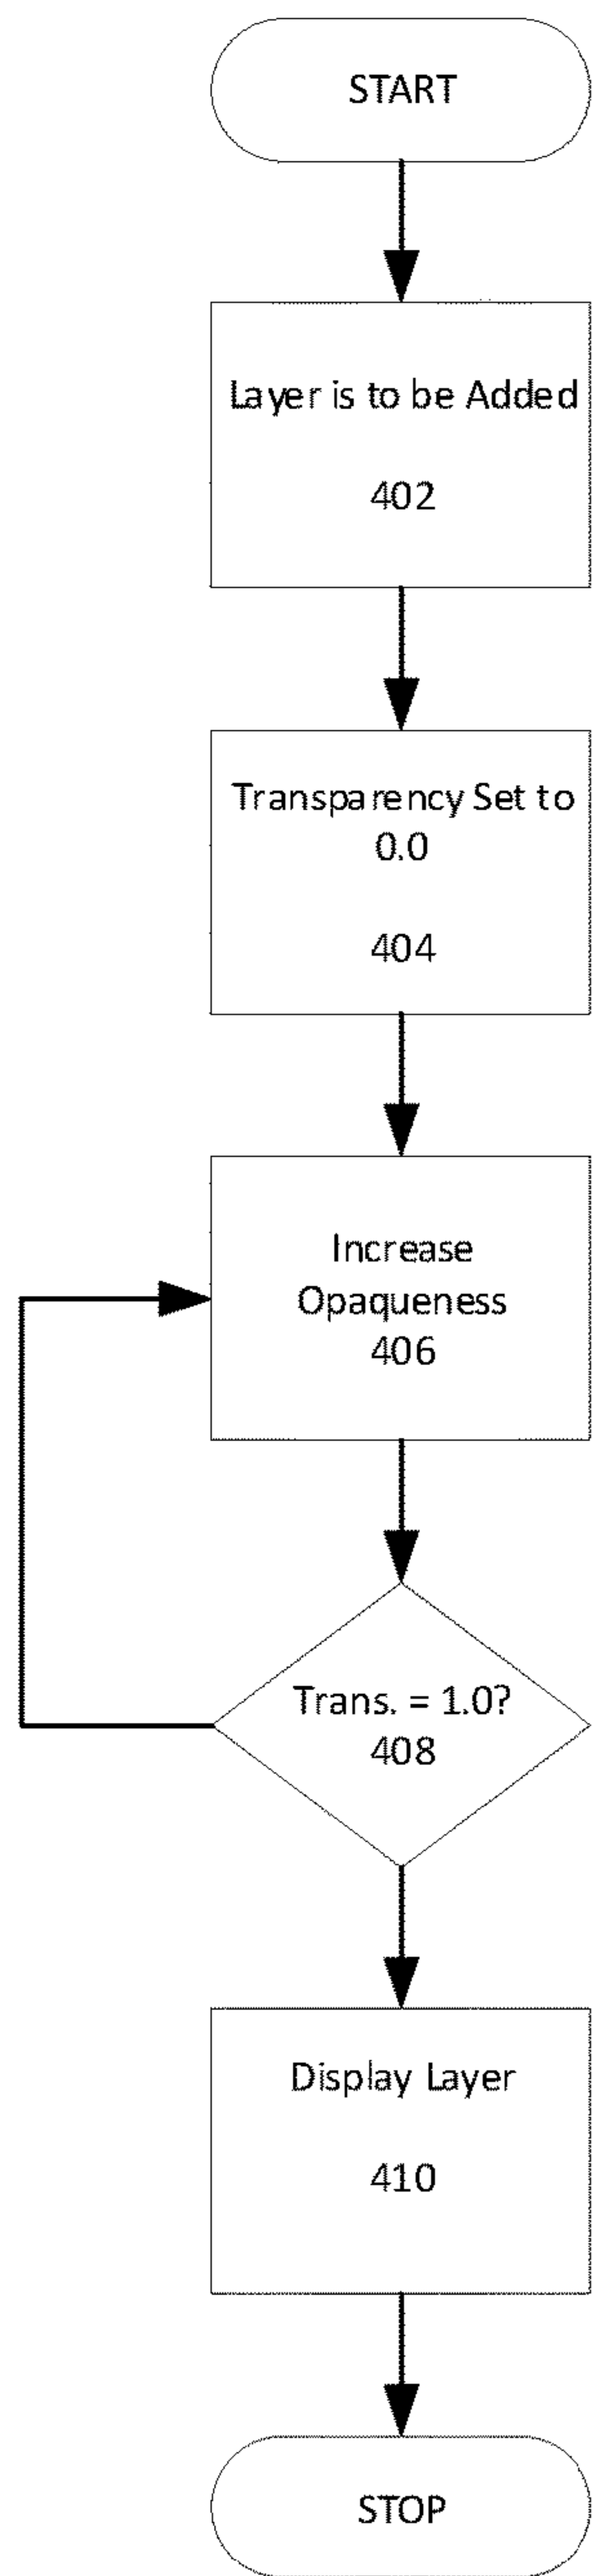 START
Layer is to be Added
402
Transparency Set to
0.0
404
Increase
Opaqueness
406
Trans. = 1.0?
408
Display Layer
410
STOP